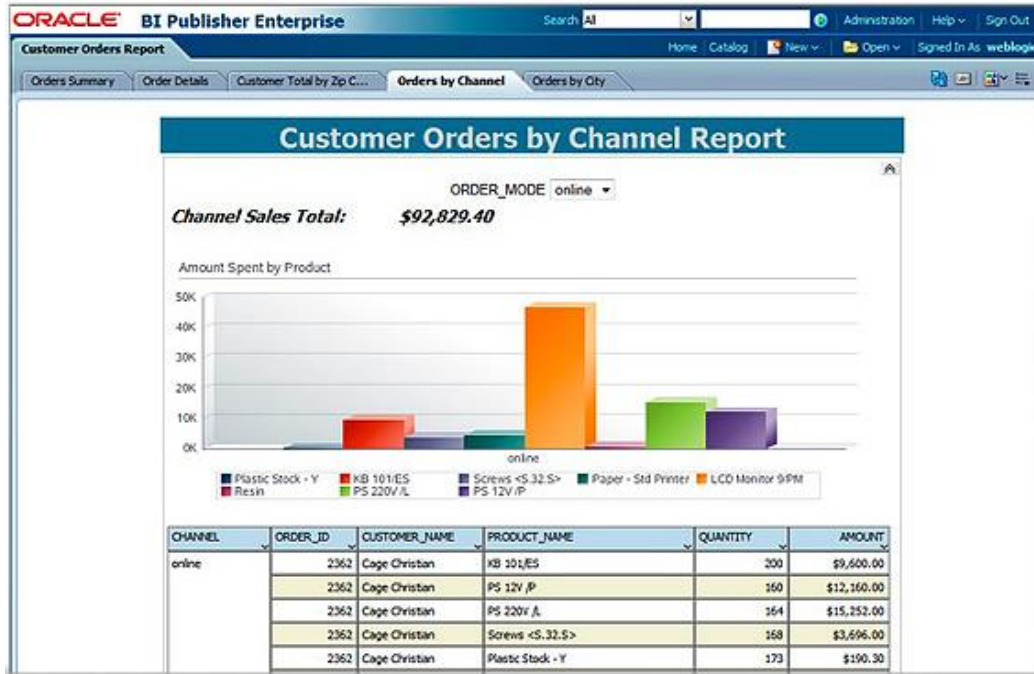 ORACLE BI Publisher Enterprise Search All Administration Help Sign Out
Customer Orders Report Home Catalog New Open Signed In As weblogic
Orders Summary Order Details Customer Total by Zip C... Orders by Channel Orders by City
Customer Orders by Channel Report
ORDER_MODE online
Channel Sales Total: $92,829.40
Amount Spent by Product
50K
40K
30K
20K
10K
0K
online
Plastic Stock - Y KB 101/ES Screws <S.32.S> Paper - Std Printer LCD Monitor 9/PM
Resin PS 220V /L PS 12V /P
CHANNEL ORDER_ID CUSTOMER_NAME PRODUCT_NAME QUANTITY AMOUNT
online 2362 Cage Christian KB 101/ES 200 $9,600.00
2362 Cage Christian PS 12V /P 160 $12,160.00
2362 Cage Christian PS 220V /L 164 $15,252.00
2362 Cage Christian Screws <S.32.S> 168 $3,696.00
2362 Cage Christian Plastic Stock - Y 173 $190.30